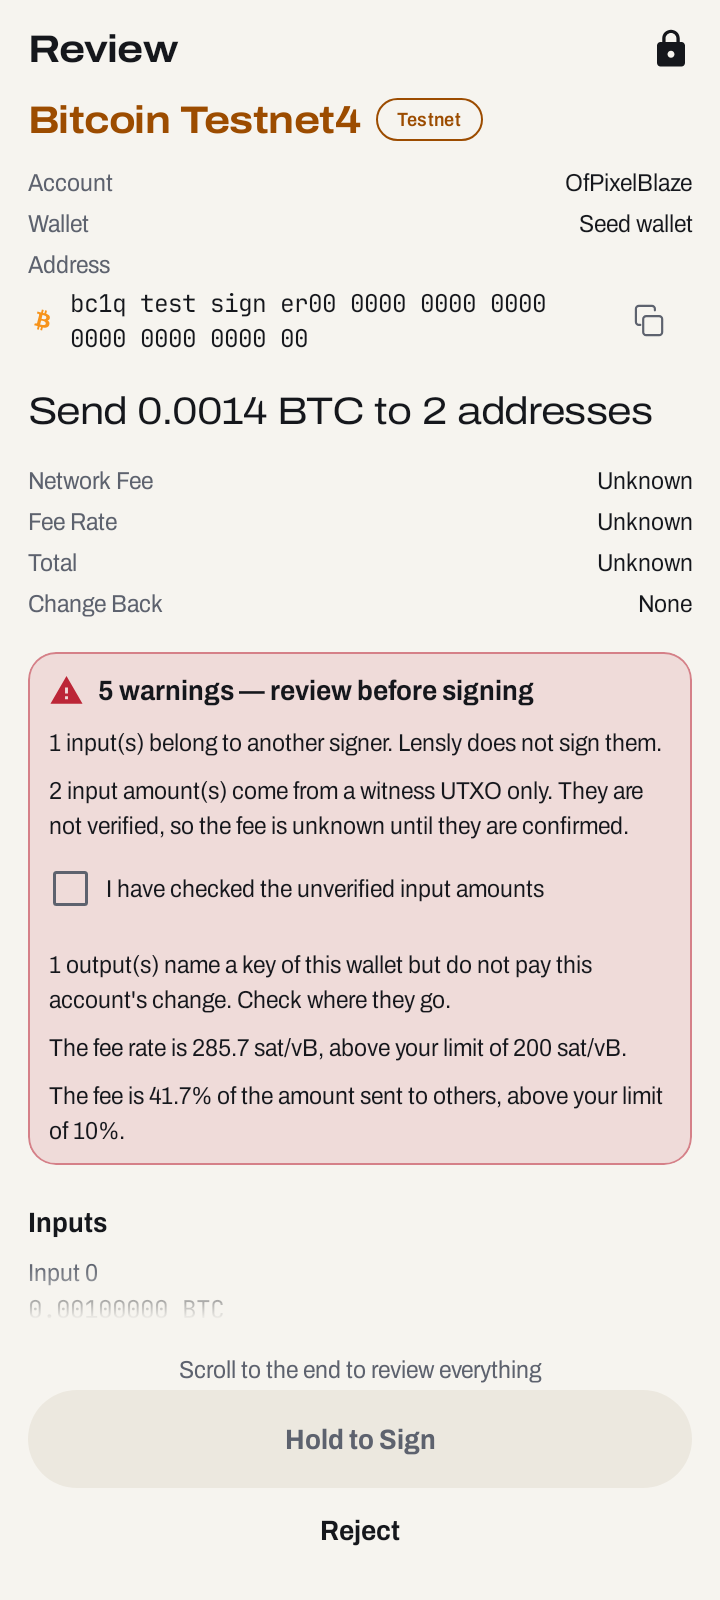 Review
Bitcoin Testnet4
Testnet
Account
OfPixelBlaze
Wallet
Seed wallet
Address
bc1q test sign er00 0000 0000 0000
0000 0000 0000 00
Send 0.0014 BTC to 2 addresses
Network Fee
Unknown
Fee Rate
Unknown
Total
Unknown
Change Back
None
5 warnings — review before signing
1 input(s) belong to another signer. Lensly does not sign them.
2 input amount(s) come from a witness UTXO only. They are
not verified, so the fee is unknown until they are confirmed.
I have checked the unverified input amounts
1 output(s) name a key of this wallet but do not pay this
account's change. Check where they go.
The fee rate is 285.7 sat/vB, above your limit of 200 sat/vB.
The fee is 41.7% of the amount sent to others, above your limit
of 10%.
Inputs
Input 0
0.00100000 BTC
Scroll to the end to review everything
Hold to Sign
Reject